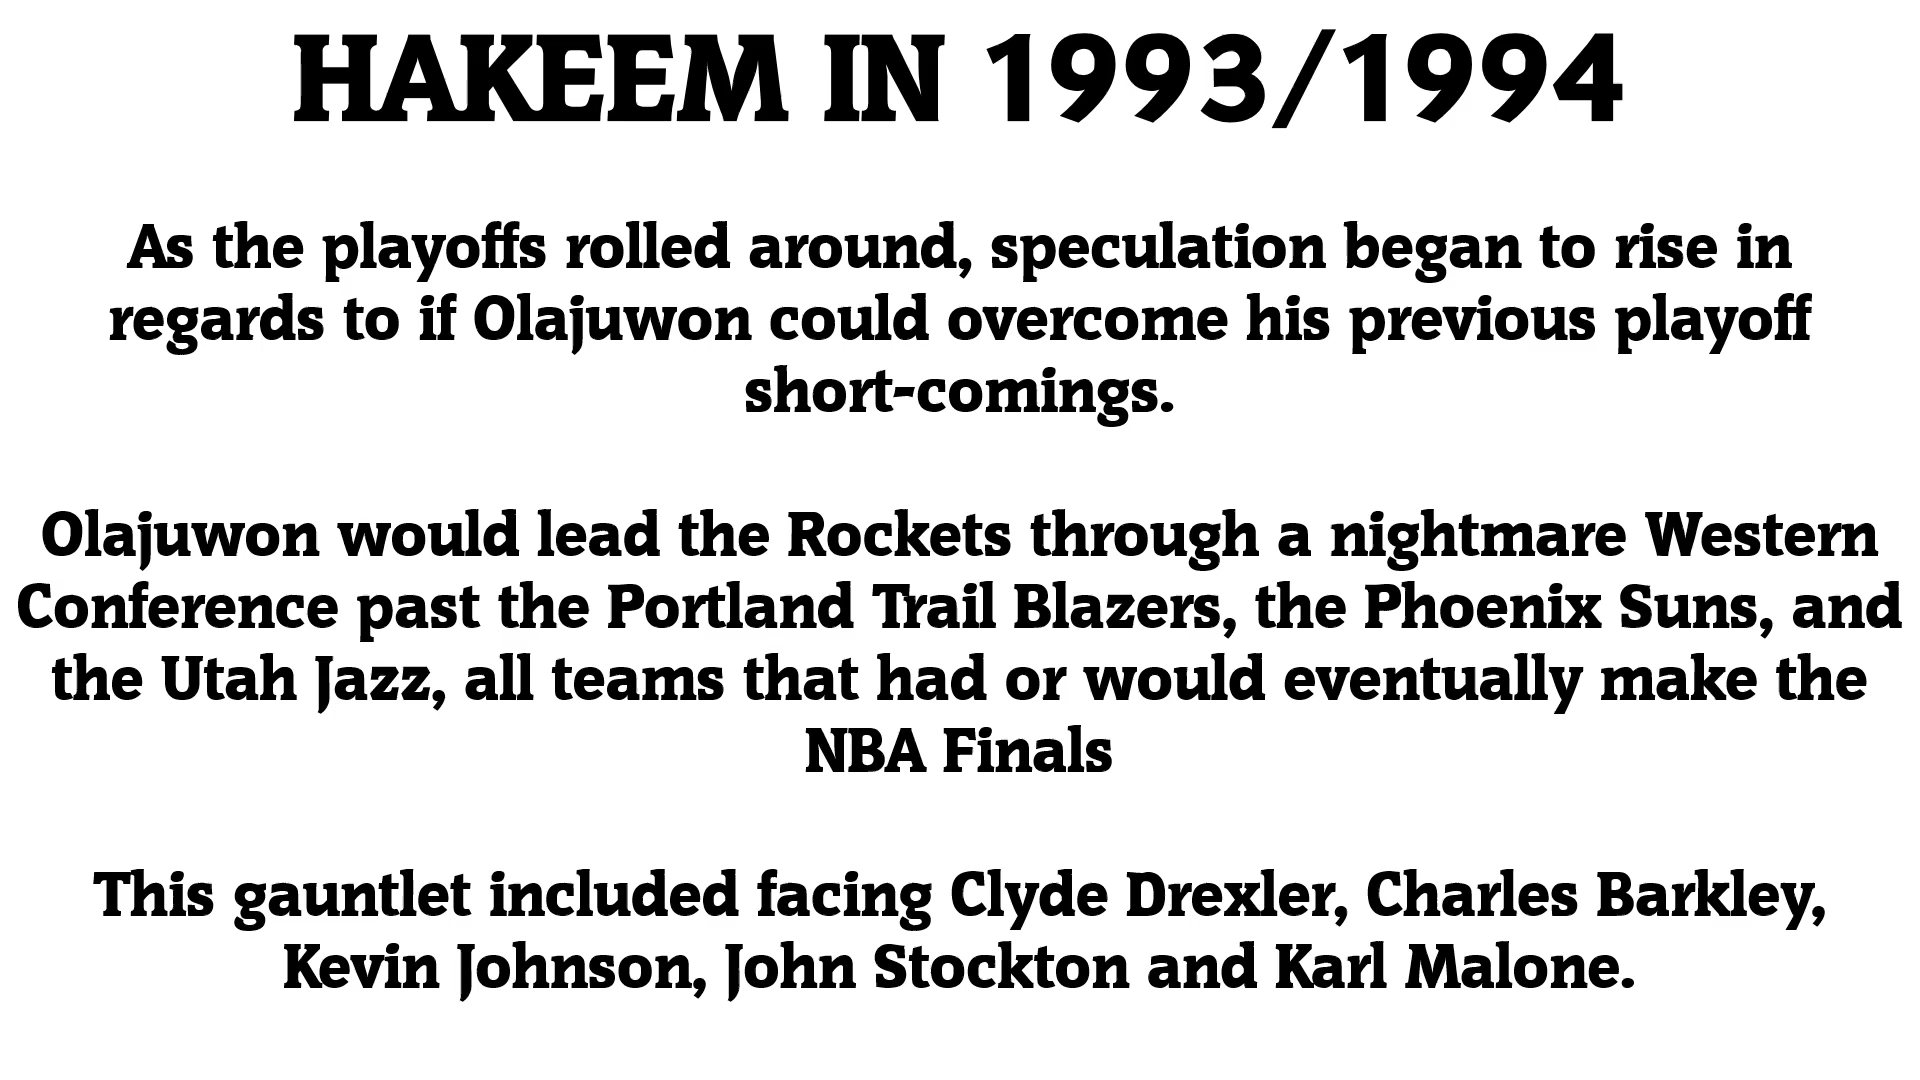 HAKEEM IN 1993/1994
As the playoffs rolled around, speculation began to rise in
regards to if Olajuwon could overcome his previous playoff
short-comings.
Olajuwon would lead the Rockets through a nightmare Western
Conference past the Portland Trail Blazers, the Phoenix Suns, and
the Utah Jazz, all teams that had or would eventually make the
NBA Finals
This gauntlet included facing Clyde Drexler, Charles Barkley,
Kevin Johnson, John Stockton and Karl Malone.